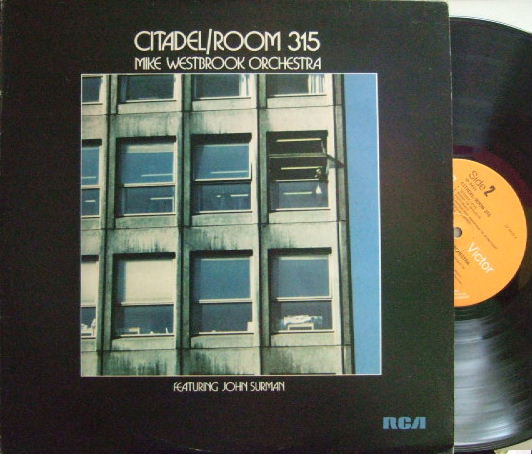 CITADEL/ROOM 315
MIKE WESTBROOK ORCHESTRA
FEATURING JOHN SURMAN
RCA
Side 2
Victor